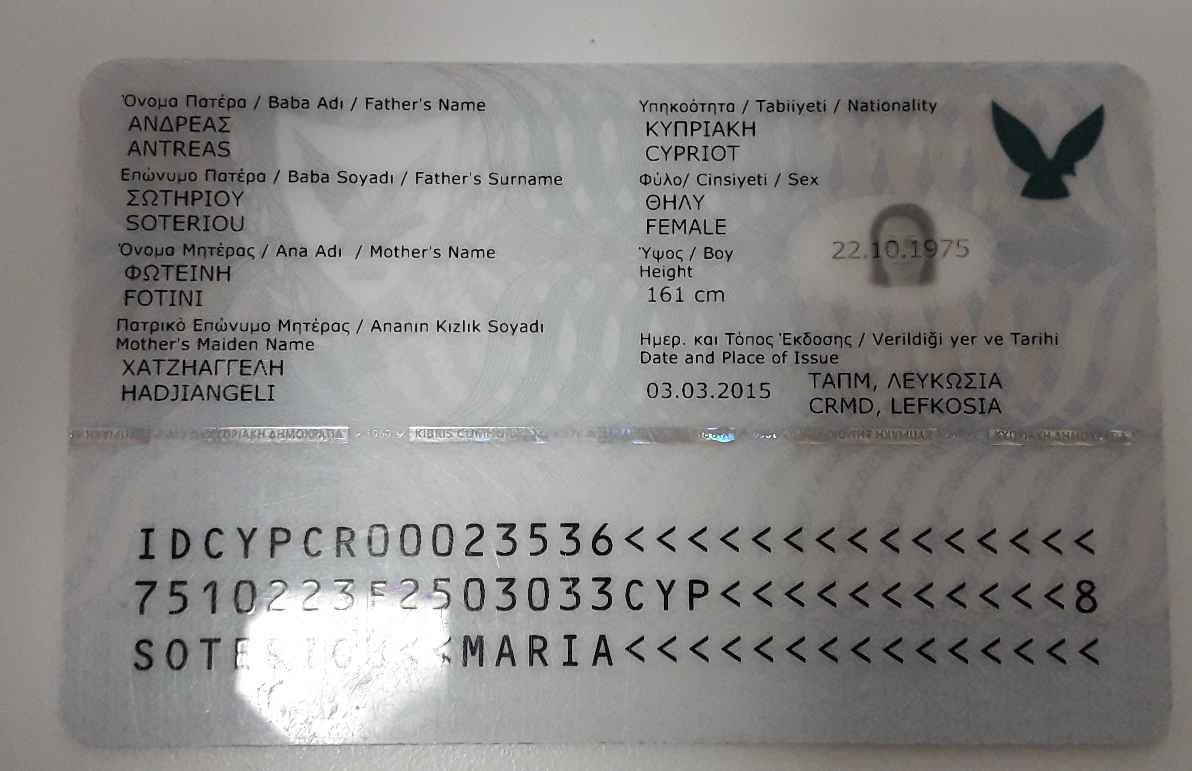 Όνομα Πατέρα / Baba Adı / Father's Name
ΑΝΔΡΕΑΣ
ANTREAS
Επώνυμο Πατέρα / Baba Soyadı / Father's Surname
ΣΩΤΗΡΙΟΥ
SOTERIOU
Όνομα Μητέρας / Ana Adı / Mother's Name
ΦΩΤΕΙΝΗ
FOTINI
Πατρικό Επώνυμο Μητέρας / Ananın Kızlık Soyadı
Mother's Maiden Name
ΧΑΤΖΗΑΓΓΕΛΗ
HADJIANGELI
Υπηκοότητα / Tabiiyeti / Nationality
ΚΥΠΡΙΑΚΗ
CYPRIOT
Φύλο/ Cinsiyeti / Sex
ΘΗΛΥ
FEMALE
Ύψος / Boy
Height
161 cm
22.10.1975
Ημερ. και Τόπος Έκδοσης / Verildiği yer ve Tarihi
Date and Place of Issue
03.03.2015
ΤΑΠΜ, ΛΕΥΚΩΣΙΑ
CRMD, LEFKOSIA
ΔΗΜΟΚΡΑΤΙΑ 1960 KIBRIS
IDCYPCR00023536<<<<<<<<<<<<<<<
7510223F2503033CYP<<<<<<<<<<<8
SOTERIOU<<MARIA<<<<<<<<<<<<<<<